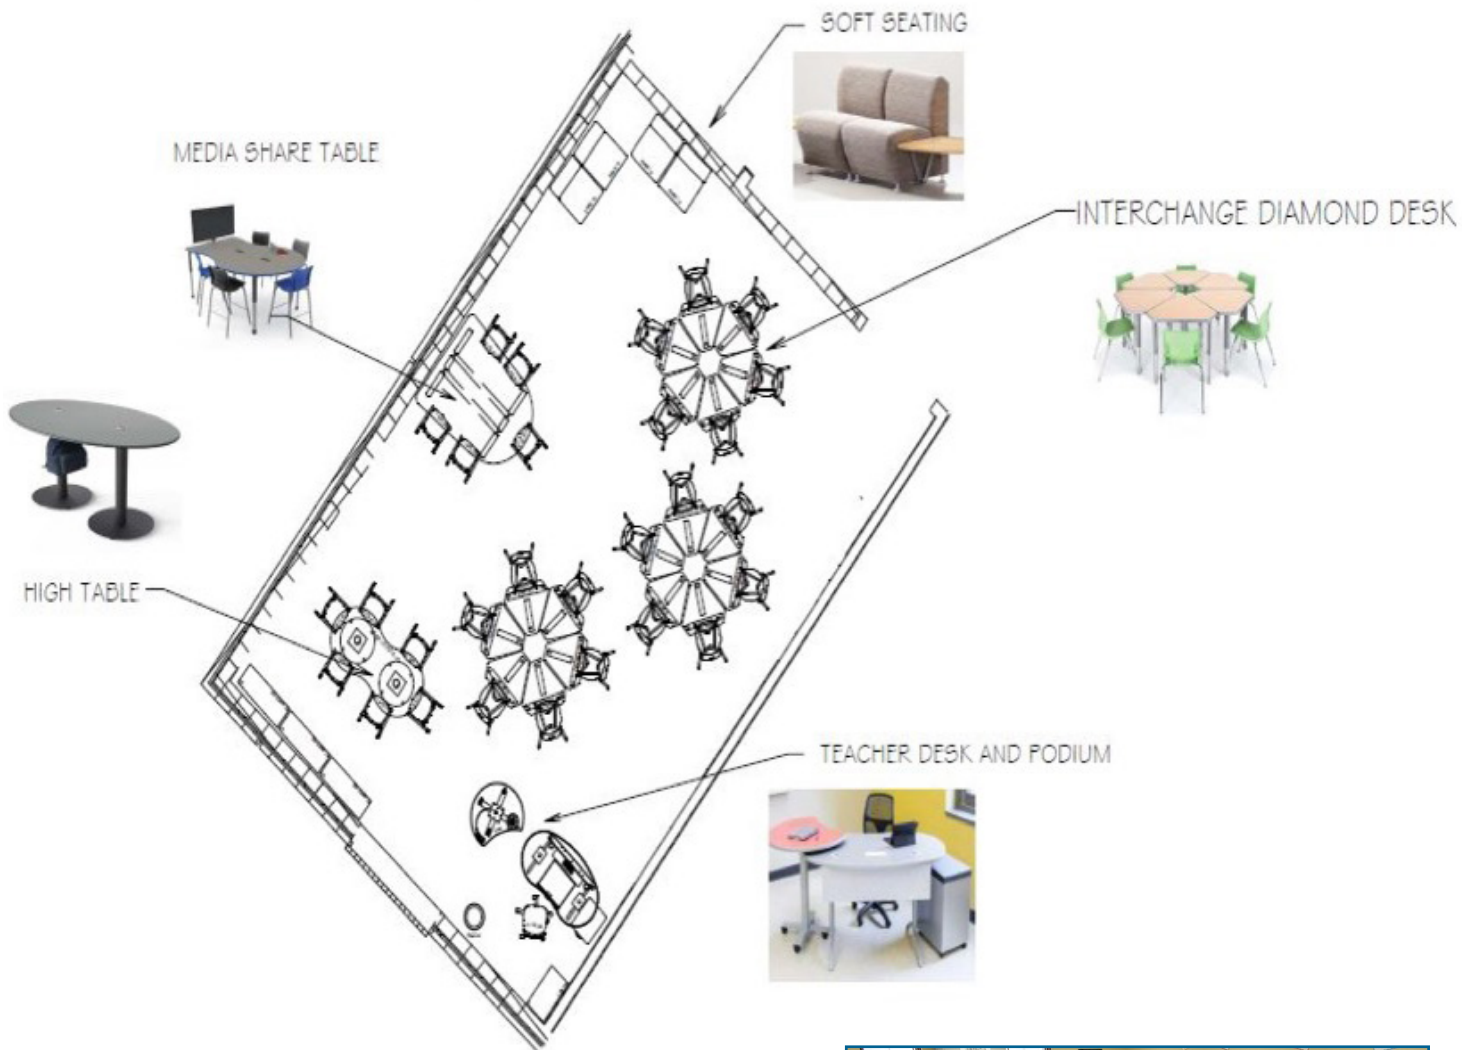 SOFT SEATING
MEDIA SHARE TABLE
INTERCHANGE DIAMOND DESK
HIGH TABLE
TEACHER DESK AND PODIUM